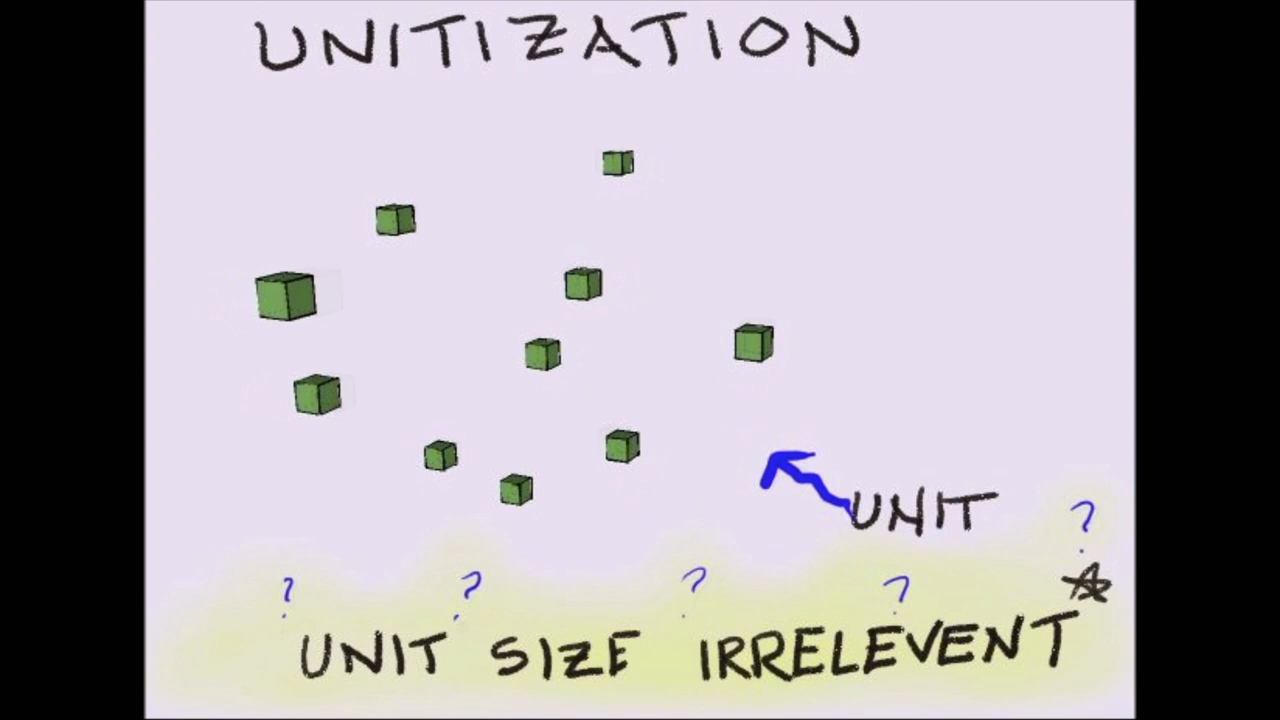 UNITIZATION
UNIT
?
? ? ? ?
UNIT SIZE IRRELEVENT